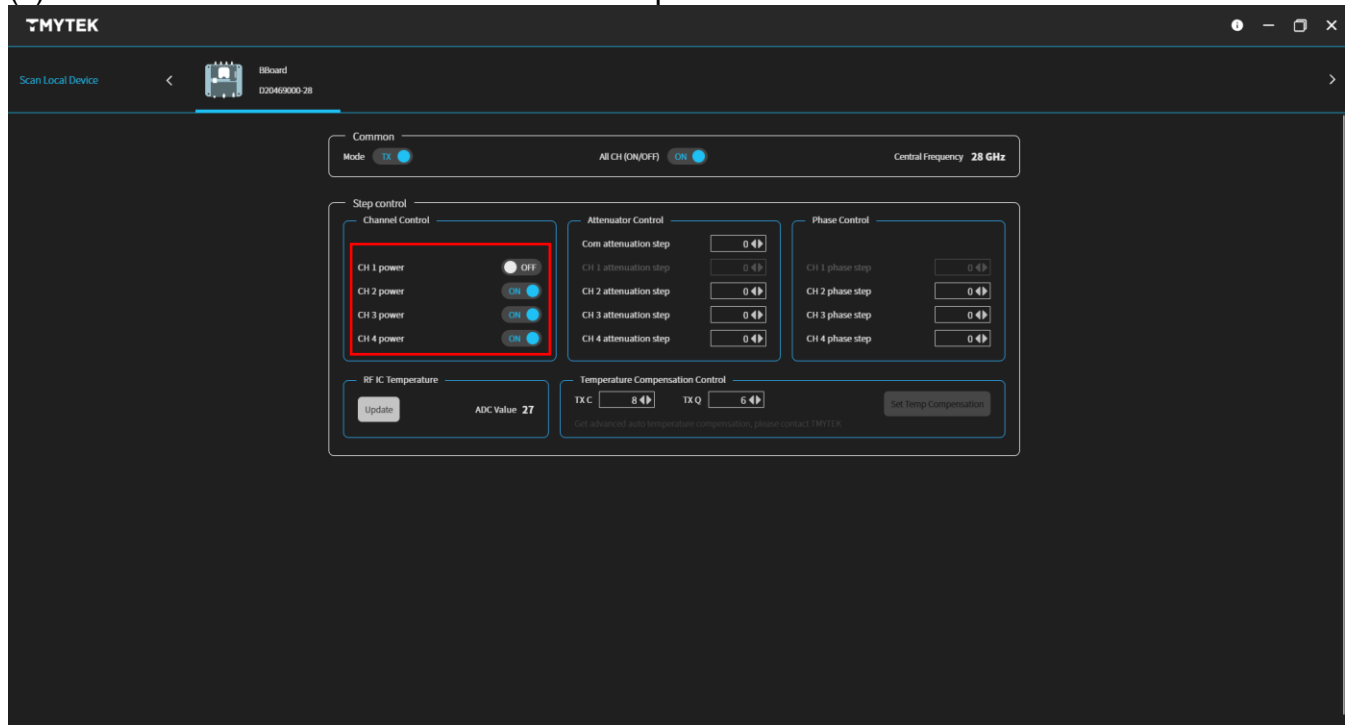 TMYTEK
Scan Local Device
BBoard
D20469000-28
Common
Mode TX All CH (ON/OFF) ON Central Frequency 28 GHz
Step control
Channel Control
CH 1 power OFF
CH 2 power ON
CH 3 power ON
CH 4 power ON
Attenuator Control
Com attenuation step 0
CH 1 attenuation step 0
CH 2 attenuation step 0
CH 3 attenuation step 0
CH 4 attenuation step 0
Phase Control
CH 1 phase step 0
CH 2 phase step 0
CH 3 phase step 0
CH 4 phase step 0
RF IC Temperature
Update ADC Value 27
Temperature Compensation Control
TX C 8 TX Q 6 Set Temp Compensation
Get advanced auto temperature compensation, please contact TMYTEK